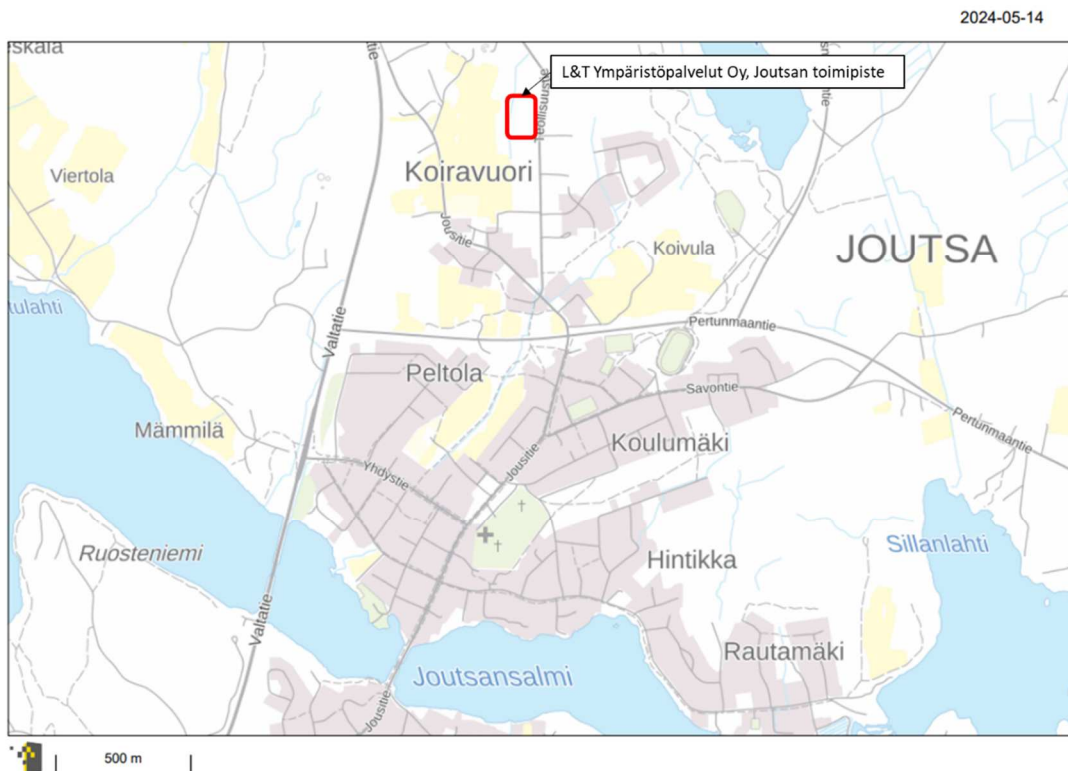 2024-05-14
L&T Ympäristöpalvelut Oy, Joutsan toimipiste
Viertola
Koiravuori
Jousitie
Koivula
JOUTSA
Valtatie
Pertunmaantie
Peltola
Savontie
Mämmilä
Koulumäki
Pertunmaantie
Yhdystie
Jousitie
Ruosteniemi
Hintikka
Sillanlahti
Valtatie
Rautamäki
Joutsansalmi
Jousitie
500 m